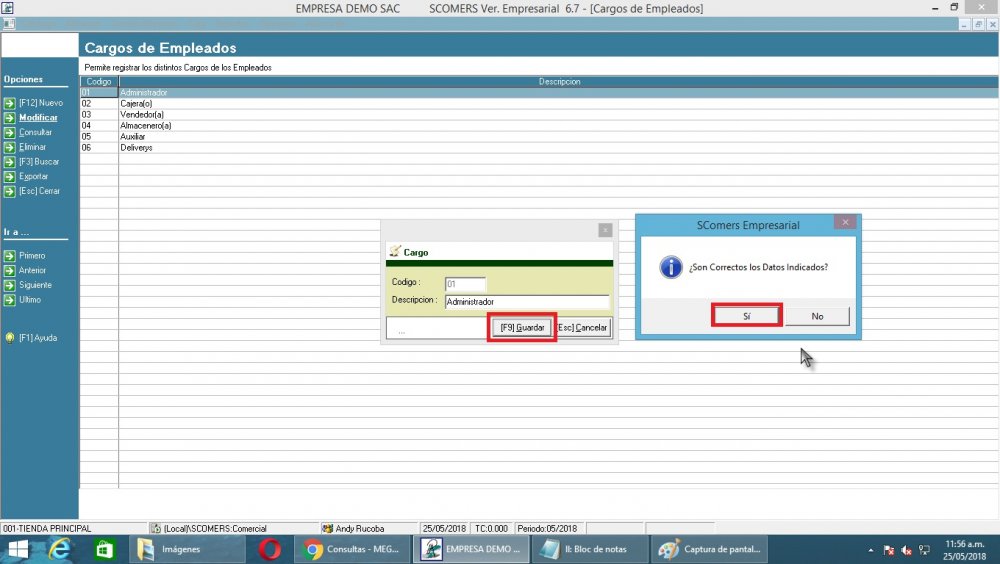 EMPRESA DEMO SAC SCOMERS Ver. Empresarial 6.7 - [Cargos de Empleados]
Cargos de Empleados
Permite registrar los distintos Cargos de los Empleados
Opciones
[F12] Nuevo
Modificar
Consultar
Eliminar
[F3] Buscar
Exportar
[Esc] Cerrar
Ir a ...
Primero
Anterior
Siguiente
Ultimo
[F1] Ayuda
Codigo Descripcion
01 Administrador
02 Cajera(o)
03 Vendedor(a)
04 Almacenero(a)
05 Auxiliar
06 Deliverys
Cargo
Codigo : 01
Descripcion : Administrador
...
[F9] Guardar
[Esc] Cancelar
SComers Empresarial
¿Son Correctos los Datos Indicados?
Sí No
001-TIENDA PRINCIPAL (Local)\SCOMERS:Comercial Andy Rucoba 25/05/2018 TC:0.000 Periodo:05/2018
Imágenes
Consultas - MEG...
EMPRESA DEMO ...
II: Bloc de notas
Captura de pantal...
11:56 a.m.
25/05/2018